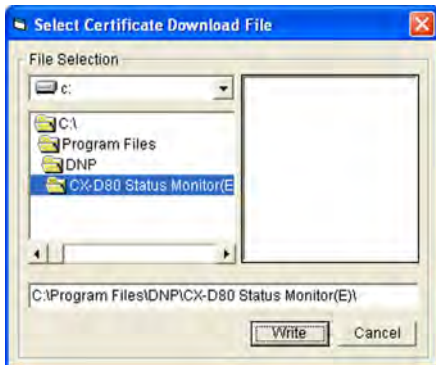 Select Certificate Download File
File Selection
c:
C:\
Program Files
DNP
CX-D80 Status Monitor(E
C:\Program Files\DNP\CX-D80 Status Monitor(E)\
Write
Cancel